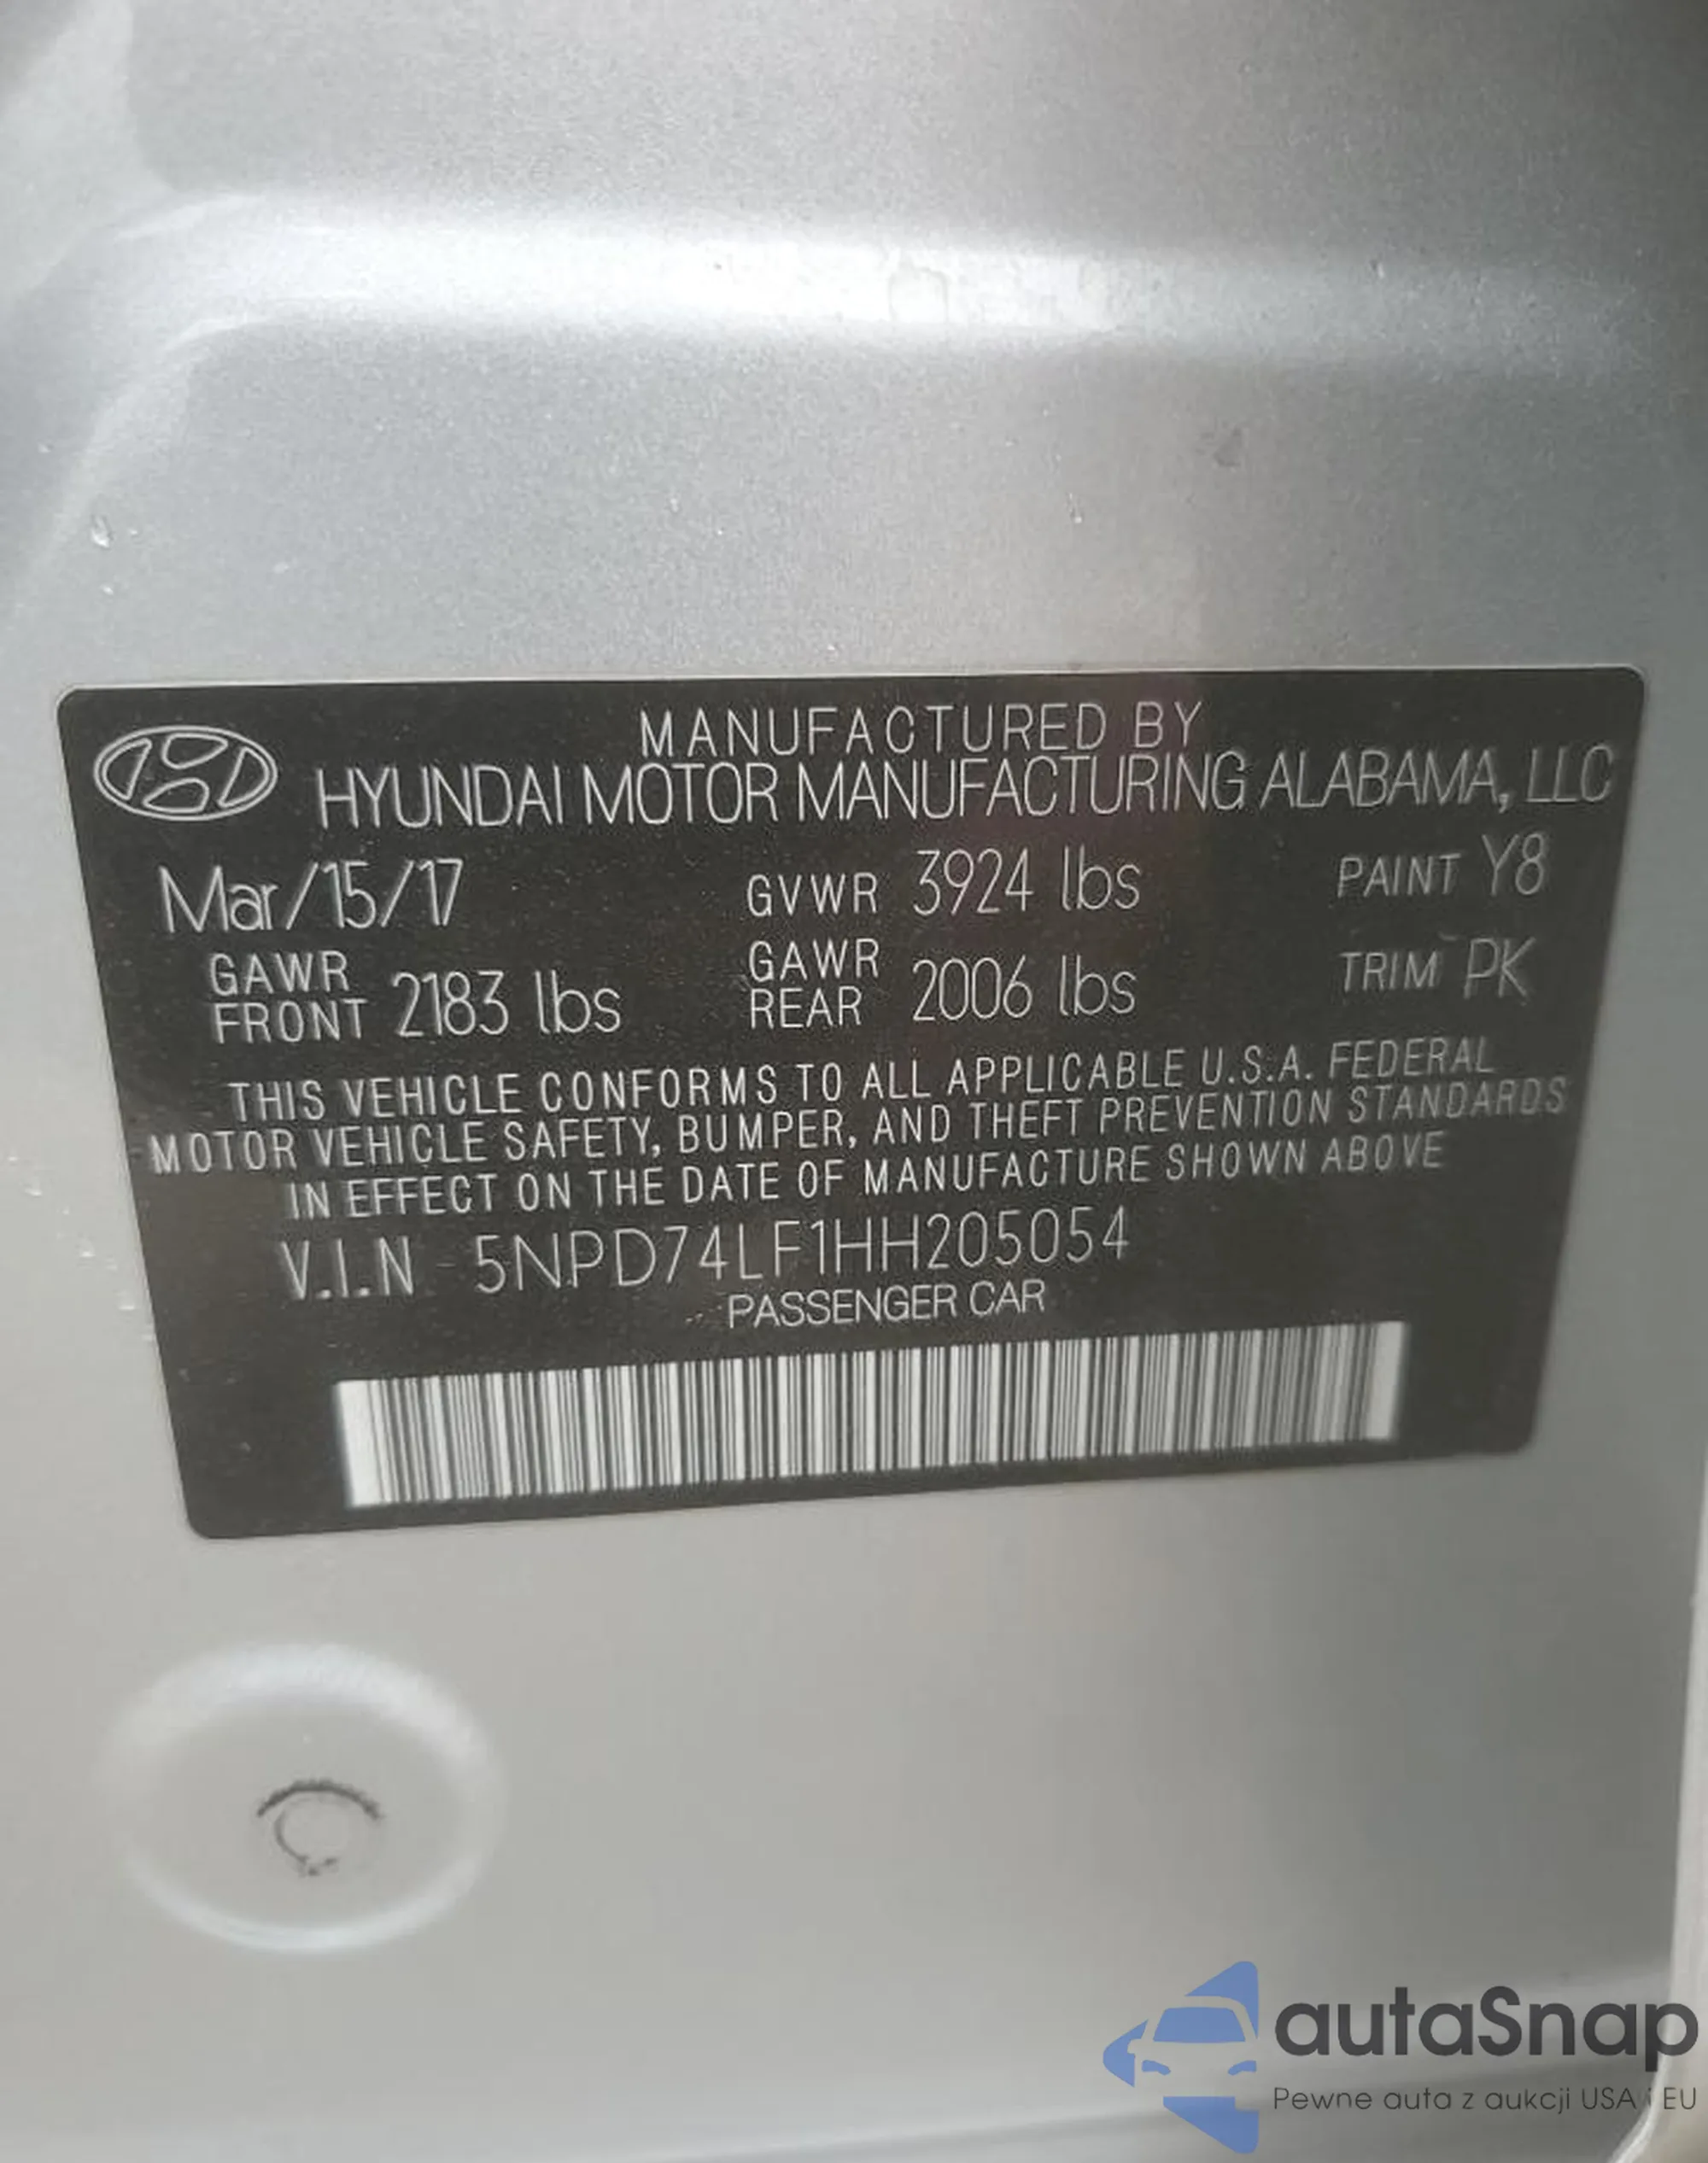 MANUFACTURED BY
HYUNDAI MOTOR MANUFACTURING ALABAMA, LLC
Mar/15/17 GVWR 3924 lbs PAINT Y8
GAWR FRONT 2183 lbs GAWR REAR 2006 lbs TRIM PK
THIS VEHICLE CONFORMS TO ALL APPLICABLE U.S.A. FEDERAL
MOTOR VEHICLE SAFETY, BUMPER, AND THEFT PREVENTION STANDARDS
IN EFFECT ON THE DATE OF MANUFACTURE SHOWN ABOVE
V.I.N 5NPD74LF1HH205054
PASSENGER CAR
autaSnap
Pewne auta z aukcji USA i EU